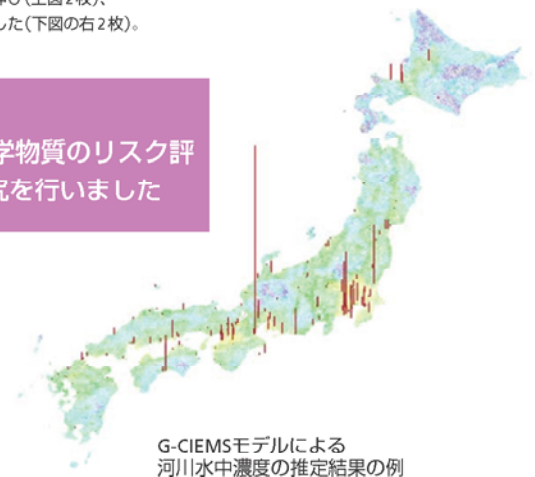 した(下図の右2枚)。
学物質のリスク評
究を行いました
G-CIEMSモデルによる
河川水中濃度の推定結果の例